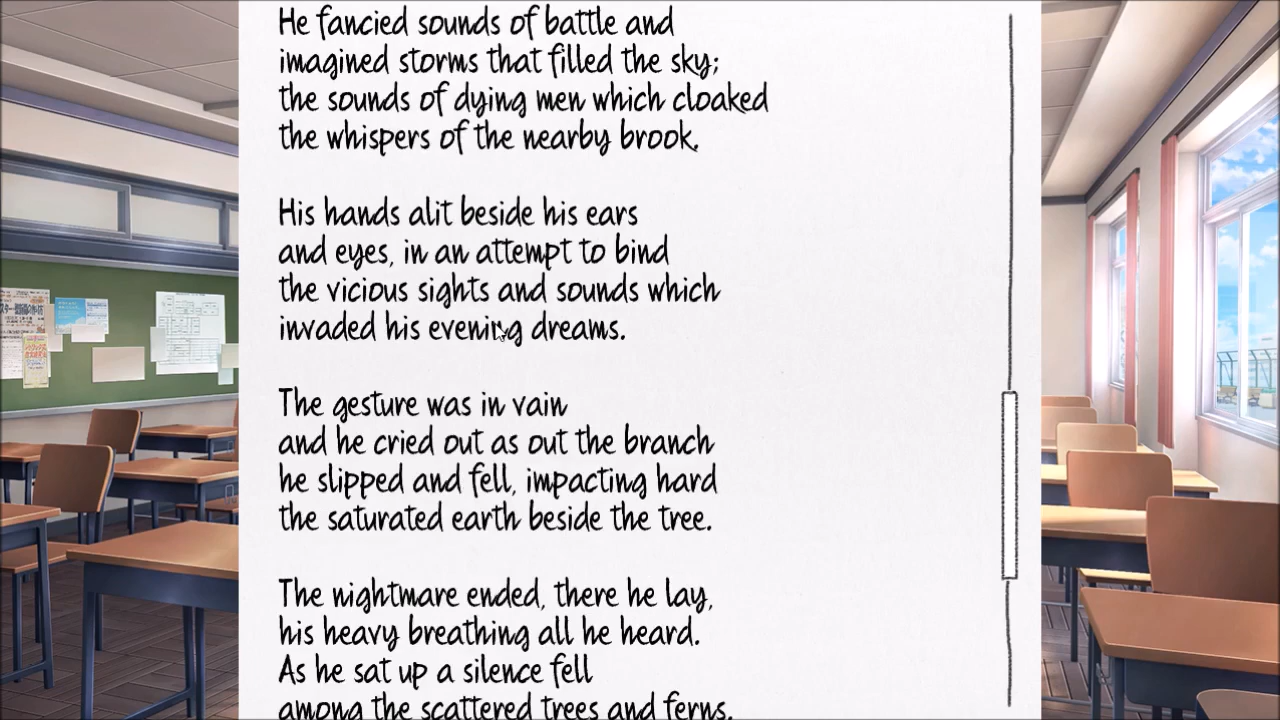 He fancied sounds of battle and
imagined storms that filled the sky;
the sounds of dying men which cloaked
the whispers of the nearby brook.
His hands alit beside his ears
and eyes, in an attempt to bind
the vicious sights and sounds which
invaded his evening dreams.
The gesture was in vain
and he cried out as out the branch
he slipped and fell, impacting hard
the saturated earth beside the tree.
The nightmare ended, there he lay,
his heavy breathing all he heard.
As he sat up a silence fell
among the scattered trees and ferns.